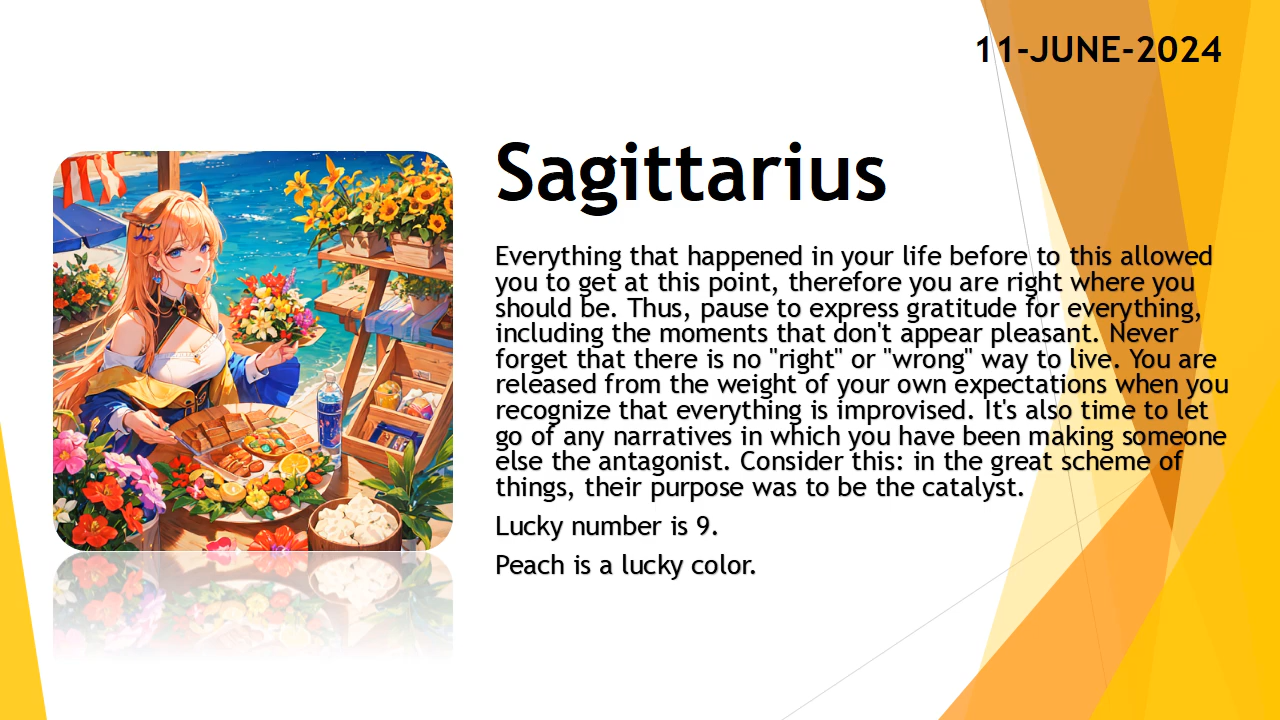 11-JUNE-2024
Sagittarius
Everything that happened in your life before to this allowed
you to get at this point, therefore you are right where you
should be. Thus, pause to express gratitude for everything,
including the moments that don't appear pleasant. Never
forget that there is no "right" or "wrong" way to live. You are
released from the weight of your own expectations when you
recognize that everything is improvised. It's also time to let
go of any narratives in which you have been making someone
else the antagonist. Consider this: in the great scheme of
things, their purpose was to be the catalyst.
Lucky number is 9.
Peach is a lucky color.